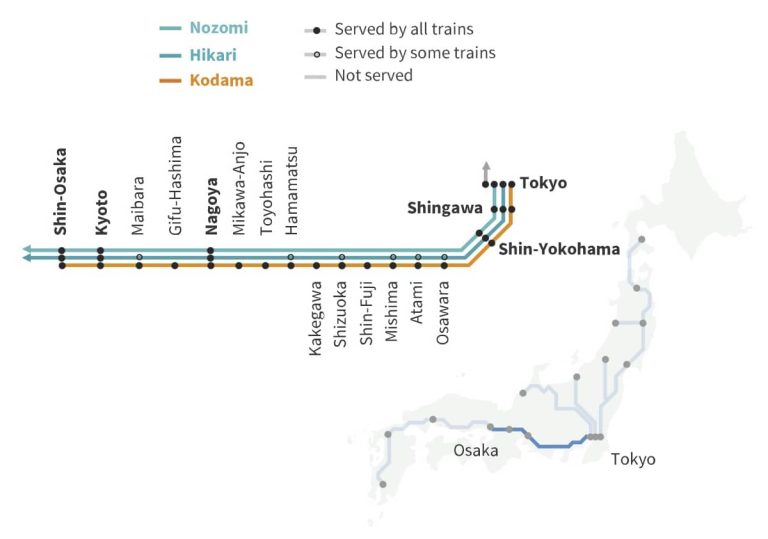 Nozomi
Served by all trains
Hikari
Served by some trains
Kodama
Not served
Shin-Osaka
Kyoto
Maibara
Gifu-Hashima
Nagoya
Mikawa-Anjo
Toyohashi
Hamamatsu
Tokyo
Shingawa
Shin-Yokohama
Kakegawa
Shizuoka
Shin-Fuji
Mishima
Atami
Osawara
Osaka
Tokyo